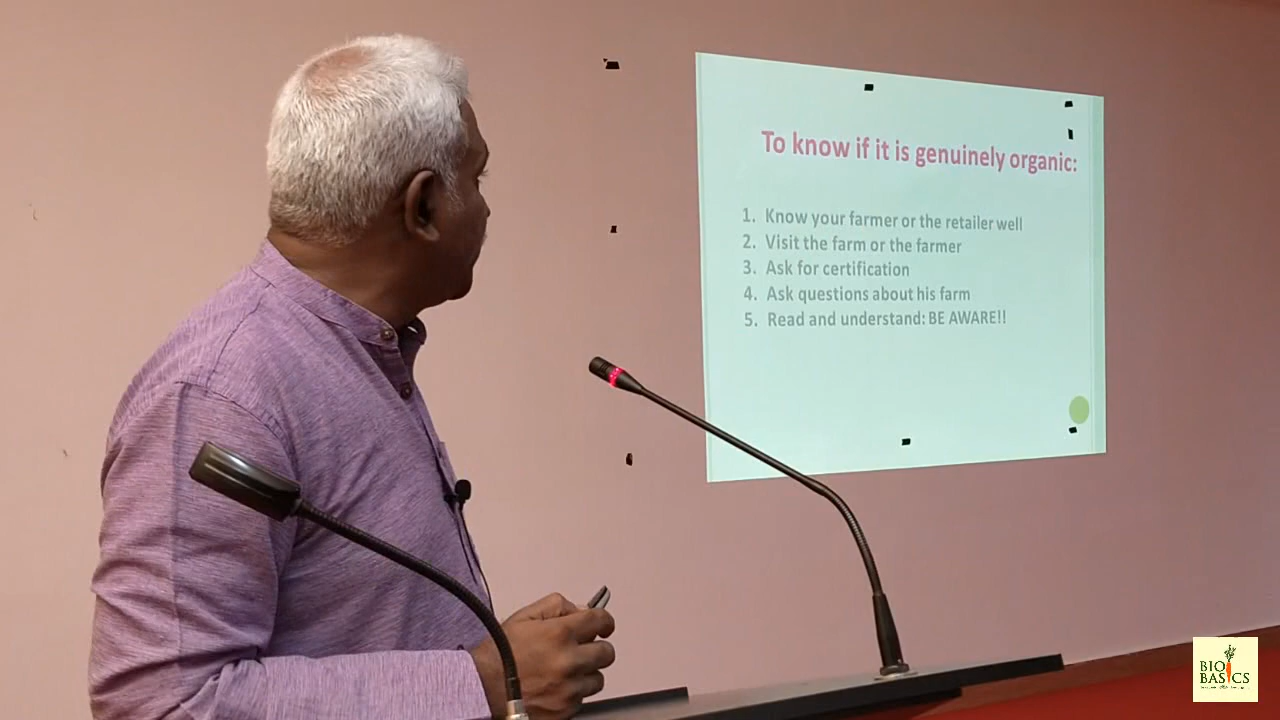 To know if it is genuinely organic:
1. Know your farmer or the retailer well
2. Visit the farm or the farmer
3. Ask for certification
4. Ask questions about his farm
5. Read and understand: BE AWARE!!
BIO
BASICS